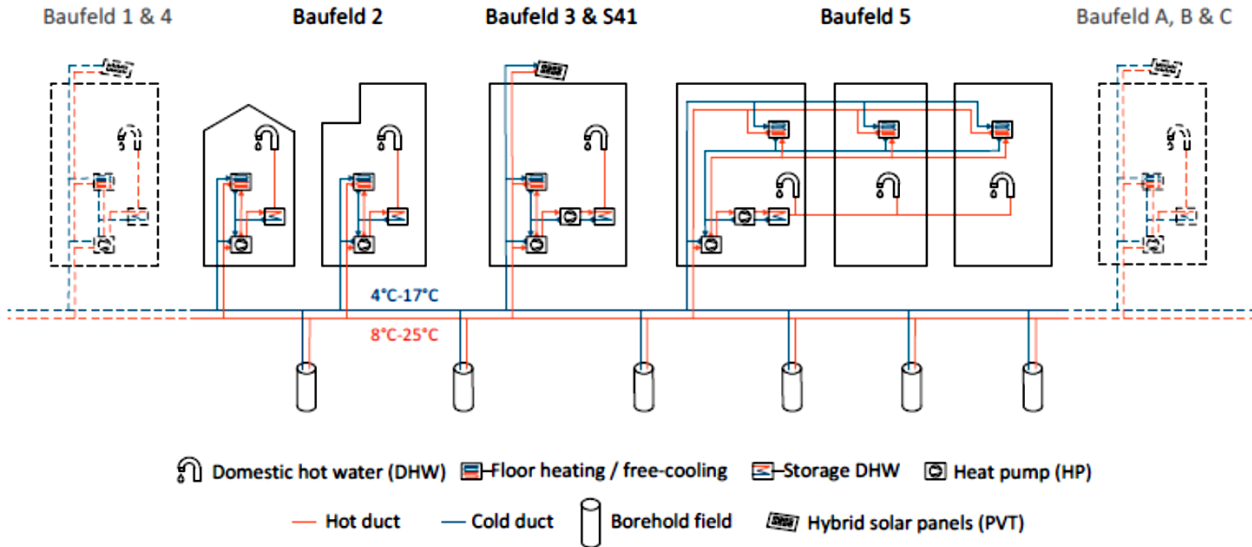 Baufeld 1 & 4 Baufeld 2 Baufeld 3 & S41 Baufeld 5 Baufeld A, B & C
4°C-17°C
8°C-25°C
Domestic hot water (DHW) Floor heating / free-cooling Storage DHW Heat pump (HP)
Hot duct Cold duct Borehold field Hybrid solar panels (PVT)